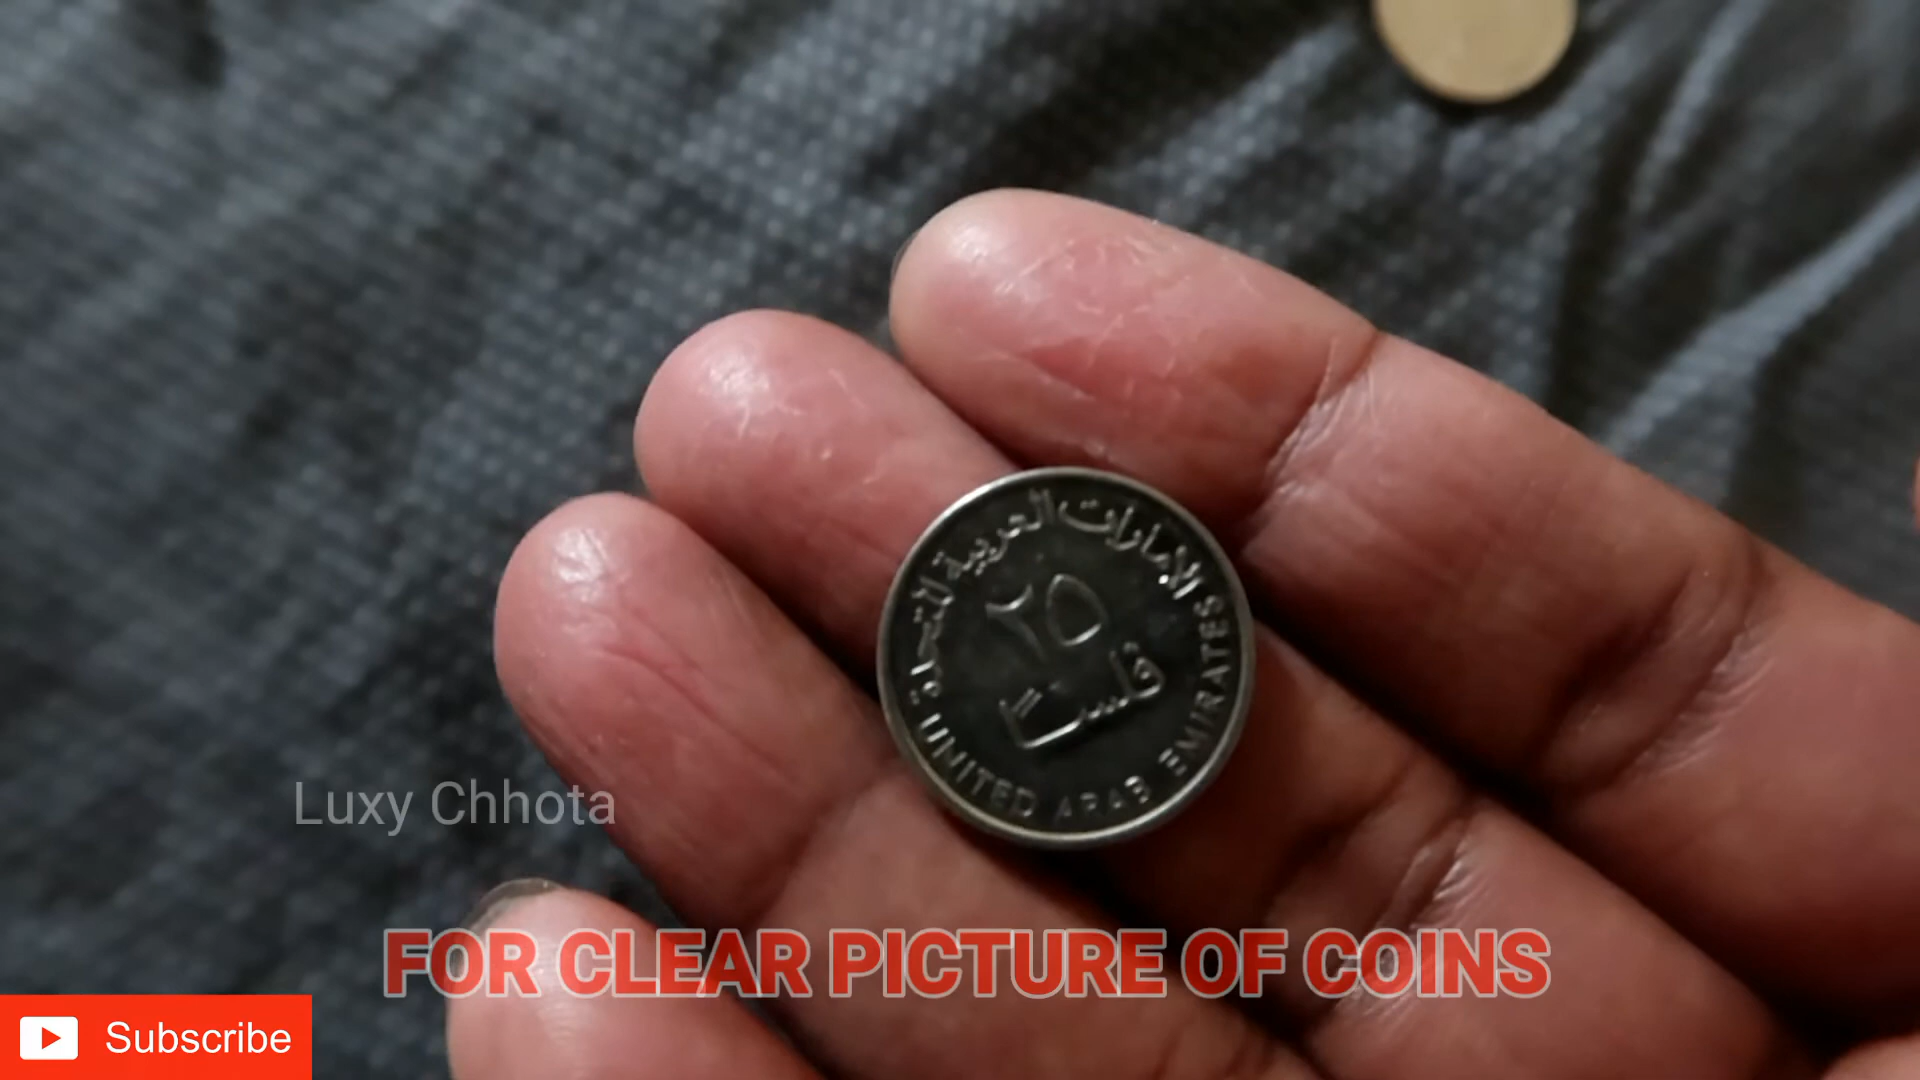 الإمارات العربية المتحدة
٢٥
فلسا
UNITED ARAB EMIRATES
Luxy Chhota
FOR CLEAR PICTURE OF COINS
Subscribe